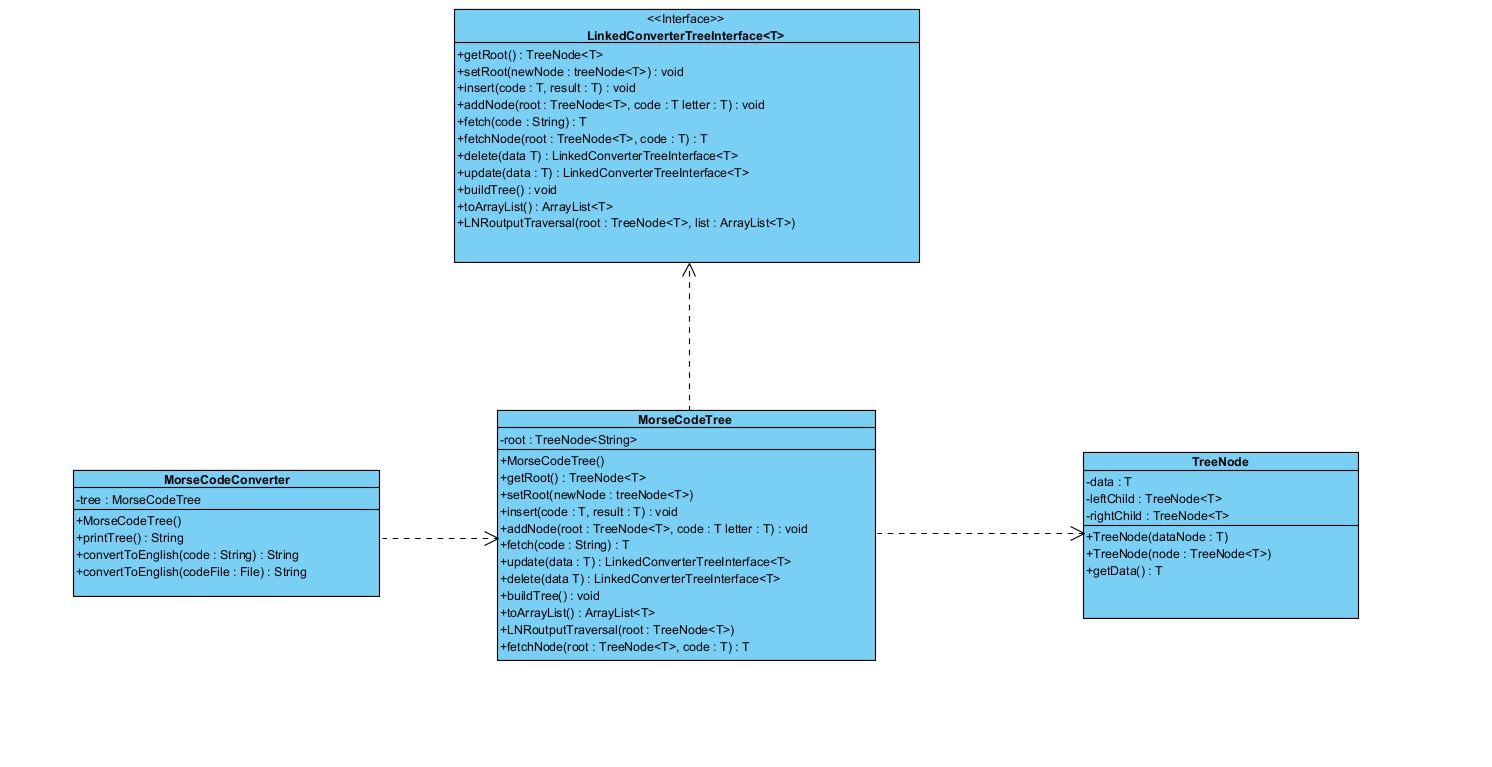 <<Interface>>
LinkedConverterTreeInterface<T>
+getRoot() : TreeNode<T>
+setRoot(newNode : treeNode<T>) : void
+insert(code : T, result : T) : void
+addNode(root : TreeNode<T>, code : T letter : T) : void
+fetch(code : String) : T
+fetchNode(root : TreeNode<T>, code : T) : T
+delete(data T) : LinkedConverterTreeInterface<T>
+update(data : T) : LinkedConverterTreeInterface<T>
+buildTree() : void
+toArrayList() : ArrayList<T>
+LNRoutputTraversal(root : TreeNode<T>, list : ArrayList<T>)
MorseCodeConverter
-tree : MorseCodeTree
+MorseCodeTree()
+printTree() : String
+convertToEnglish(code : String) : String
+convertToEnglish(codeFile : File) : String
MorseCodeTree
-root : TreeNode<String>
+MorseCodeTree()
+getRoot() : TreeNode<T>
+setRoot(newNode : treeNode<T>)
+insert(code : T, result : T) : void
+addNode(root : TreeNode<T>, code : T letter : T) : void
+fetch(code : String) : T
+update(data : T) : LinkedConverterTreeInterface<T>
+delete(data T) : LinkedConverterTreeInterface<T>
+buildTree() : void
+toArrayList() : ArrayList<T>
+LNRoutputTraversal(root : TreeNode<T>)
+fetchNode(root : TreeNode<T>, code : T) : T
TreeNode
-data : T
-leftChild : TreeNode<T>
-rightChild : TreeNode<T>
+TreeNode(dataNode : T)
+TreeNode(node : TreeNode<T>)
+getData() : T